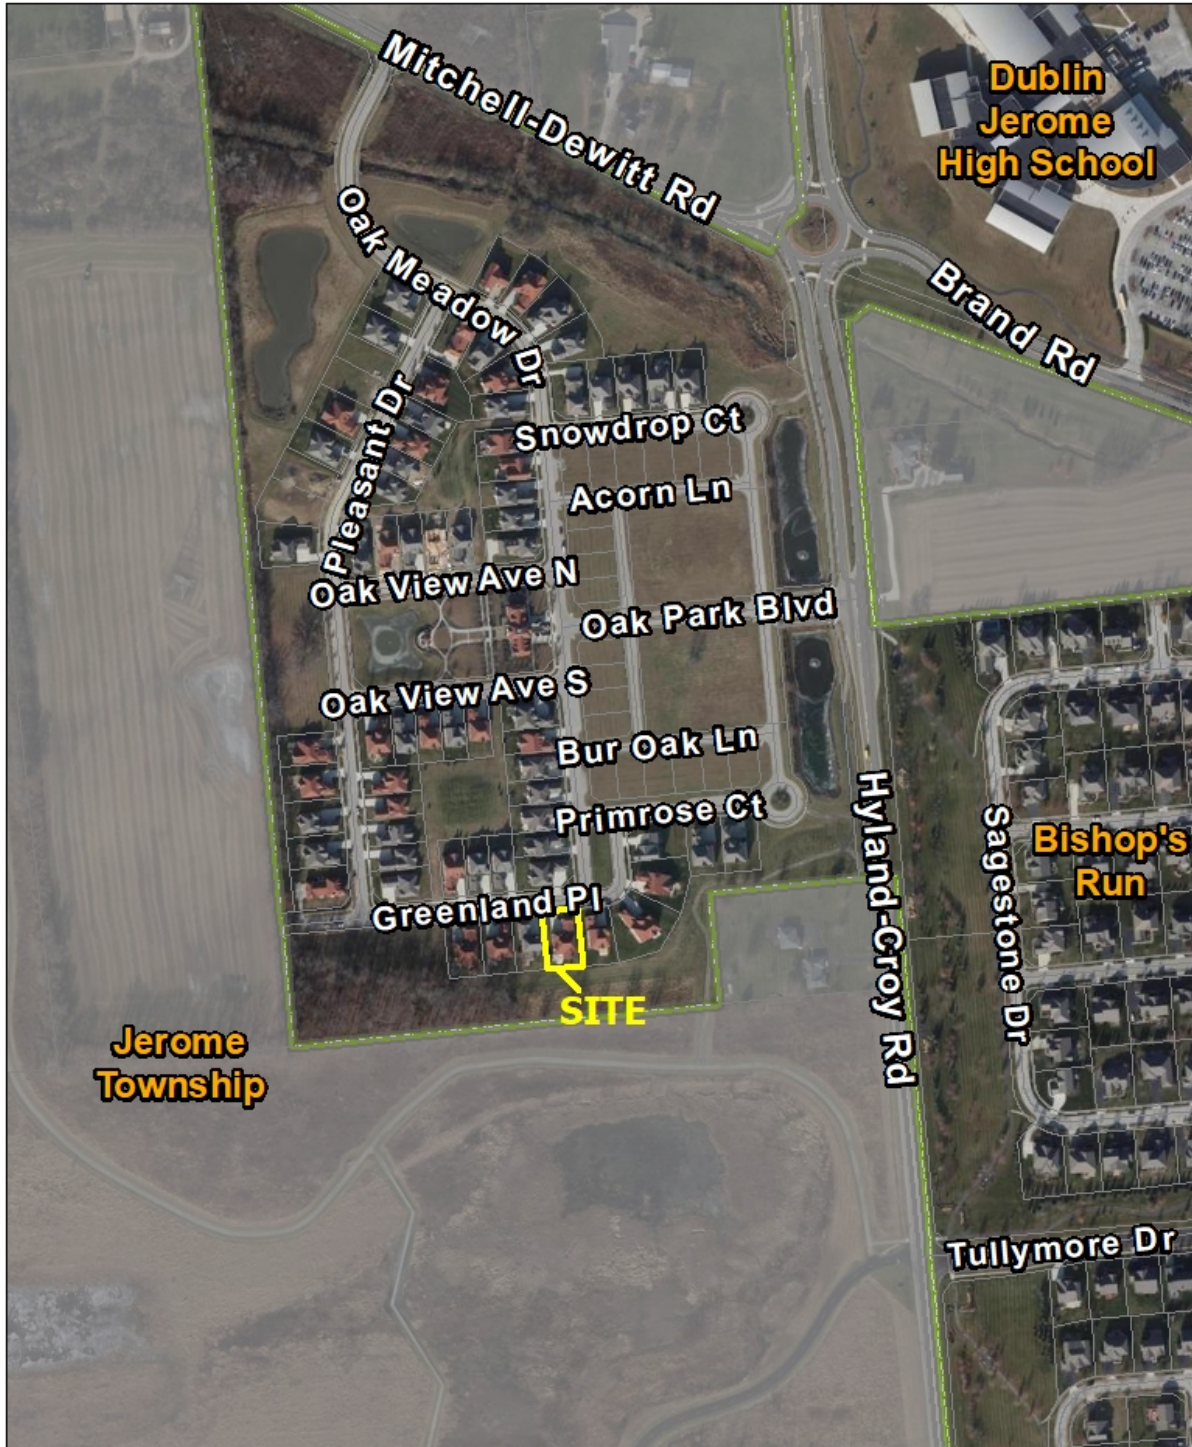 Mitchell-Dewitt Rd
Dublin
Jerome
High School
Oak Meadow Dr
Brand Rd
Pleasant Dr
Snowdrop Ct
Acorn Ln
Oak View Ave N
Oak Park Blvd
Oak View Ave S
Bur Oak Ln
Primrose Ct
Hyland-Croy Rd
Sagestone Dr
Bishop's
Run
Greenland Pl
SITE
Jerome
Township
Tullymore Dr